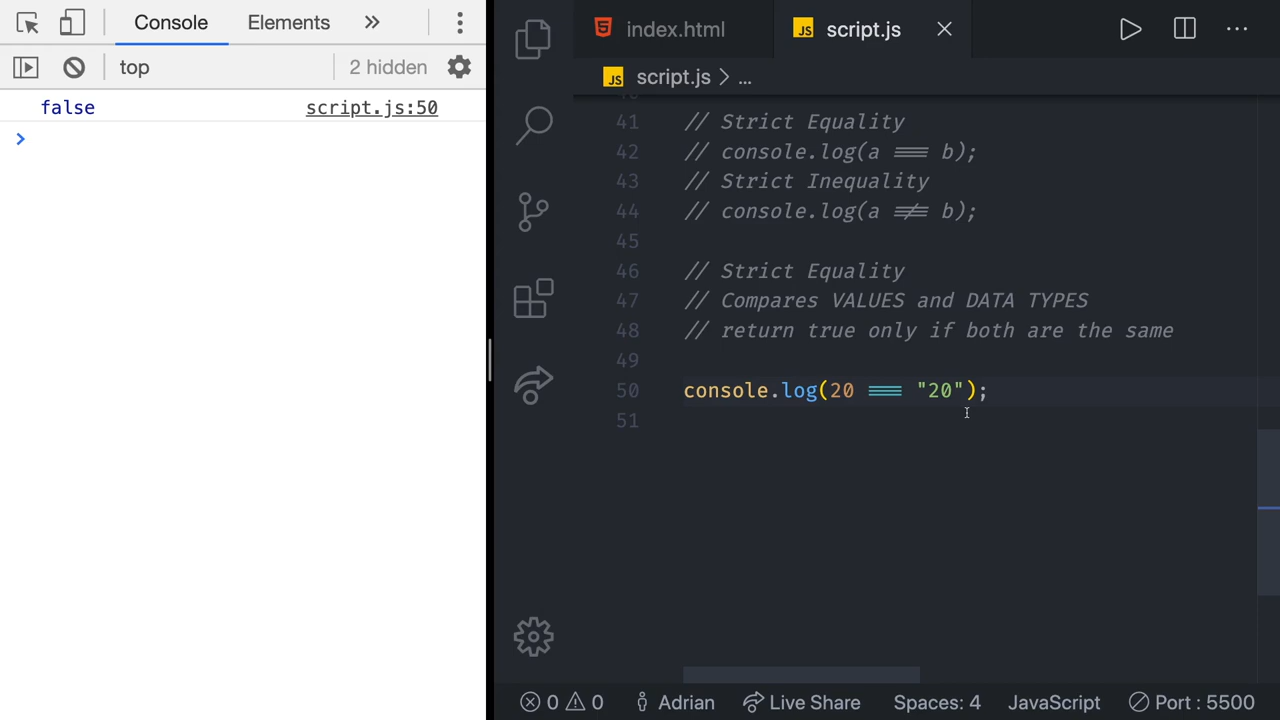 Console Elements »
top 2 hidden
false script.js:50
>
index.html JS script.js
JS script.js > ...
41 // Strict Equality
42 // console.log(a === b);
43 // Strict Inequality
44 // console.log(a !== b);
45
46 // Strict Equality
47 // Compares VALUES and DATA TYPES
48 // return true only if both are the same
49
50 console.log(20 === "20");
51
0 0 Adrian Live Share Spaces: 4 JavaScript Port : 5500